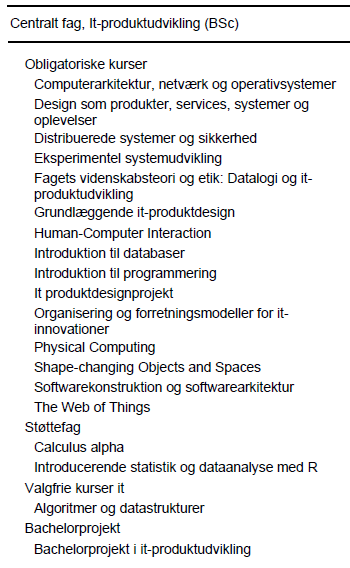 Centralt fag, It-produktudvikling (BSc)
Obligatoriske kurser
Computerarkitektur, netværk og operativsystemer
Design som produkter, services, systemer og
oplevelser
Distribuerede systemer og sikkerhed
Eksperimentel systemudvikling
Fagets videnskabsteori og etik: Datalogi og it-
produktudvikling
Grundlæggende it-produktdesign
Human-Computer Interaction
Introduktion til databaser
Introduktion til programmering
It produktdesignprojekt
Organisering og forretningsmodeller for it-
innovationer
Physical Computing
Shape-changing Objects and Spaces
Softwarekonstruktion og softwarearkitektur
The Web of Things
Støttefag
Calculus alpha
Introducerende statistik og dataanalyse med R
Valgfrie kurser it
Algoritmer og datastrukturer
Bachelorprojekt
Bachelorprojekt i it-produktudvikling